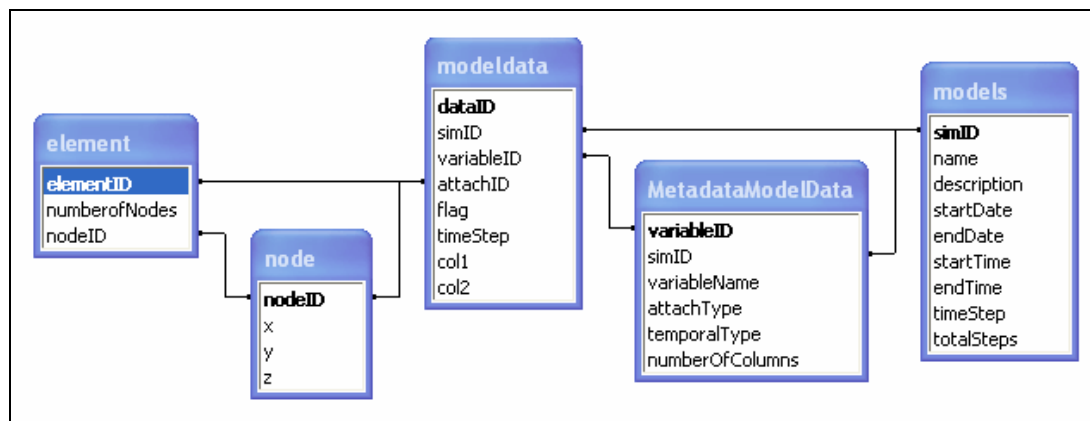 element
elementID
numberofNodes
nodeID
node
nodeID
x
y
z
modeldata
dataID
simID
variableID
attachID
flag
timeStep
col1
col2
MetadataModelData
variableID
simID
variableName
attachType
temporalType
numberOfColumns
models
simID
name
description
startDate
endDate
startTime
endTime
timeStep
totalSteps